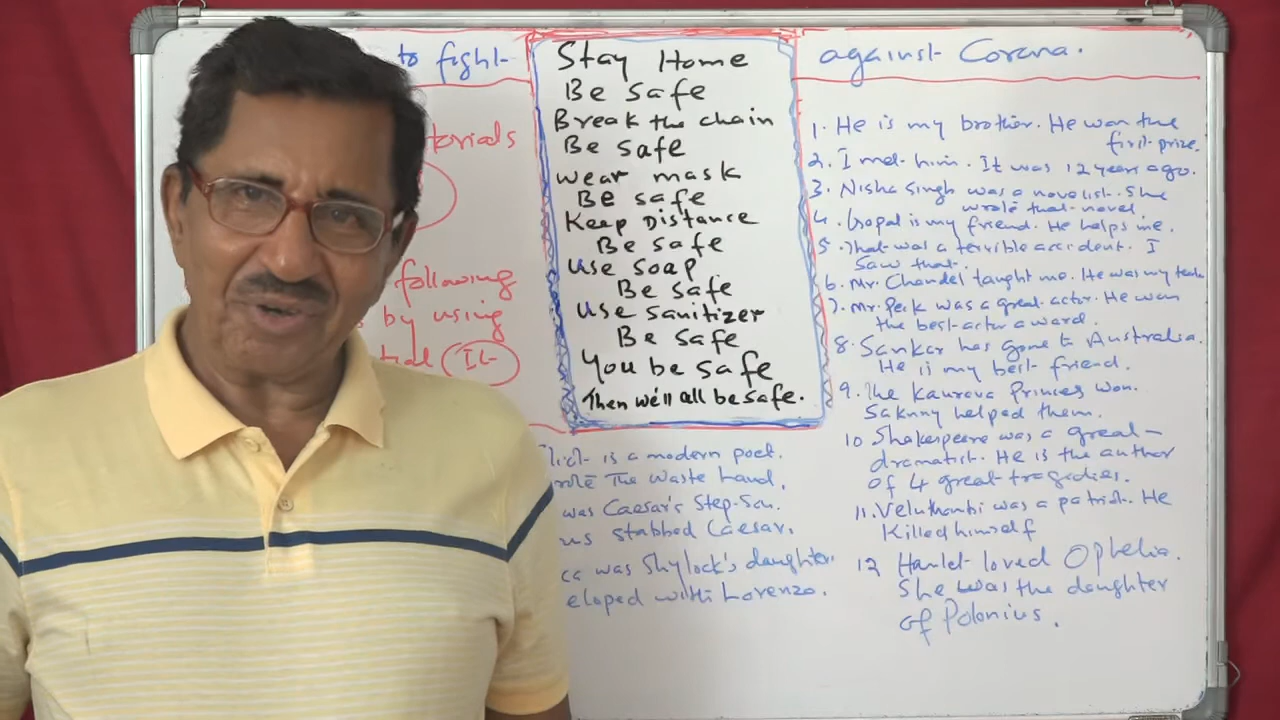 to fight
against Corona.
torials
following
by using
(It
Stay Home
Be safe
Break the chain
Be safe
wear mask
Be safe
Keep Distance
Be safe
Use soap
Be safe
Use sanitizer
Be safe
You be safe
Then we'll all be safe.
is a modern poet.
The Waste Land.
was Caesar's Step-Son.
us stabbed Caesar.
ca was Shylock's daughter.
eloped with Lorenzo.
1. He is my brother. He won the
first prize.
2. I met him. It was 12 year ago.
3. Nisha Singh was a novelist. She
wrote that novel.
4. Gopal is my friend. He helps me.
5. That was a terrible accident. I
saw that.
6. Mr. Chandel taught me. He was my
7. Mr. Peck was a great actor. He won
the best actor award.
8. Sankar has gone to Australia.
He is my best friend.
9. The Kaurava Princes won.
Sakuny helped them.
10 Shakespeare was a great
dramatist. He is the author
of 4 great tragedies.
11. Veluthambi was a patriot. He
Killed himself
12 Hamlet loved Ophelia.
She was the daughter
of Polonius.